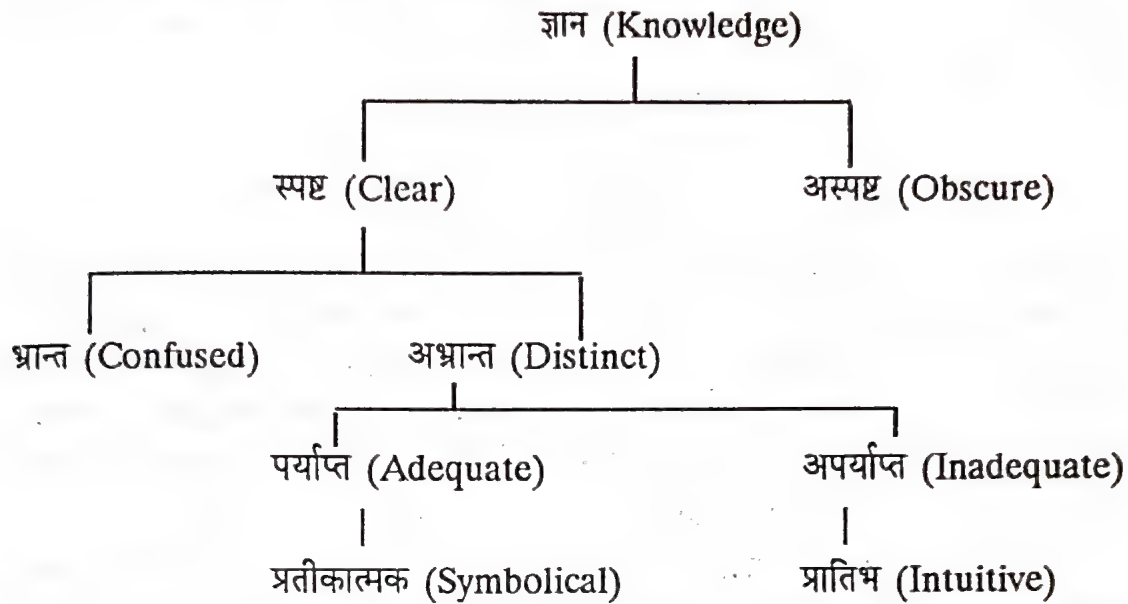 ज्ञान (Knowledge)
स्पष्ट (Clear) अस्पष्ट (Obscure)
भ्रान्त (Confused) अभ्रान्त (Distinct)
पर्याप्त (Adequate) अपर्याप्त (Inadequate)
प्रतीकात्मक (Symbolical) प्रातिभ (Intuitive)